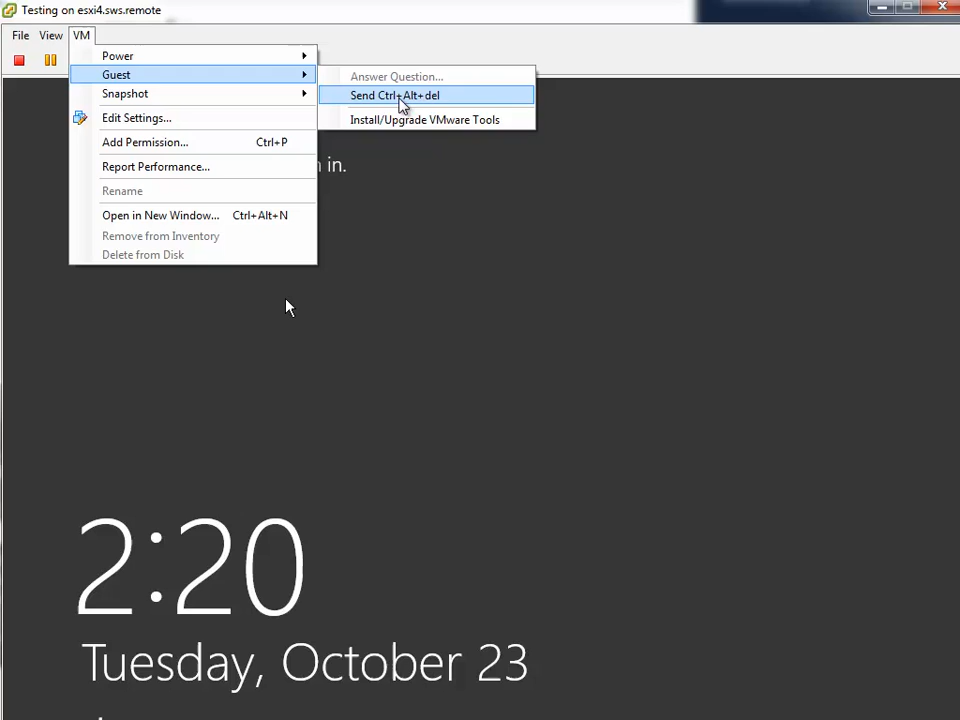 Testing on esxi4.sws.remote
File View VM
Power
Guest
Snapshot
Edit Settings...
Add Permission... Ctrl+P
Report Performance...
Rename
Open in New Window... Ctrl+Alt+N
Remove from Inventory
Delete from Disk
Answer Question...
Send Ctrl+Alt+del
Install/Upgrade VMware Tools
in.
2:20
Tuesday, October 23